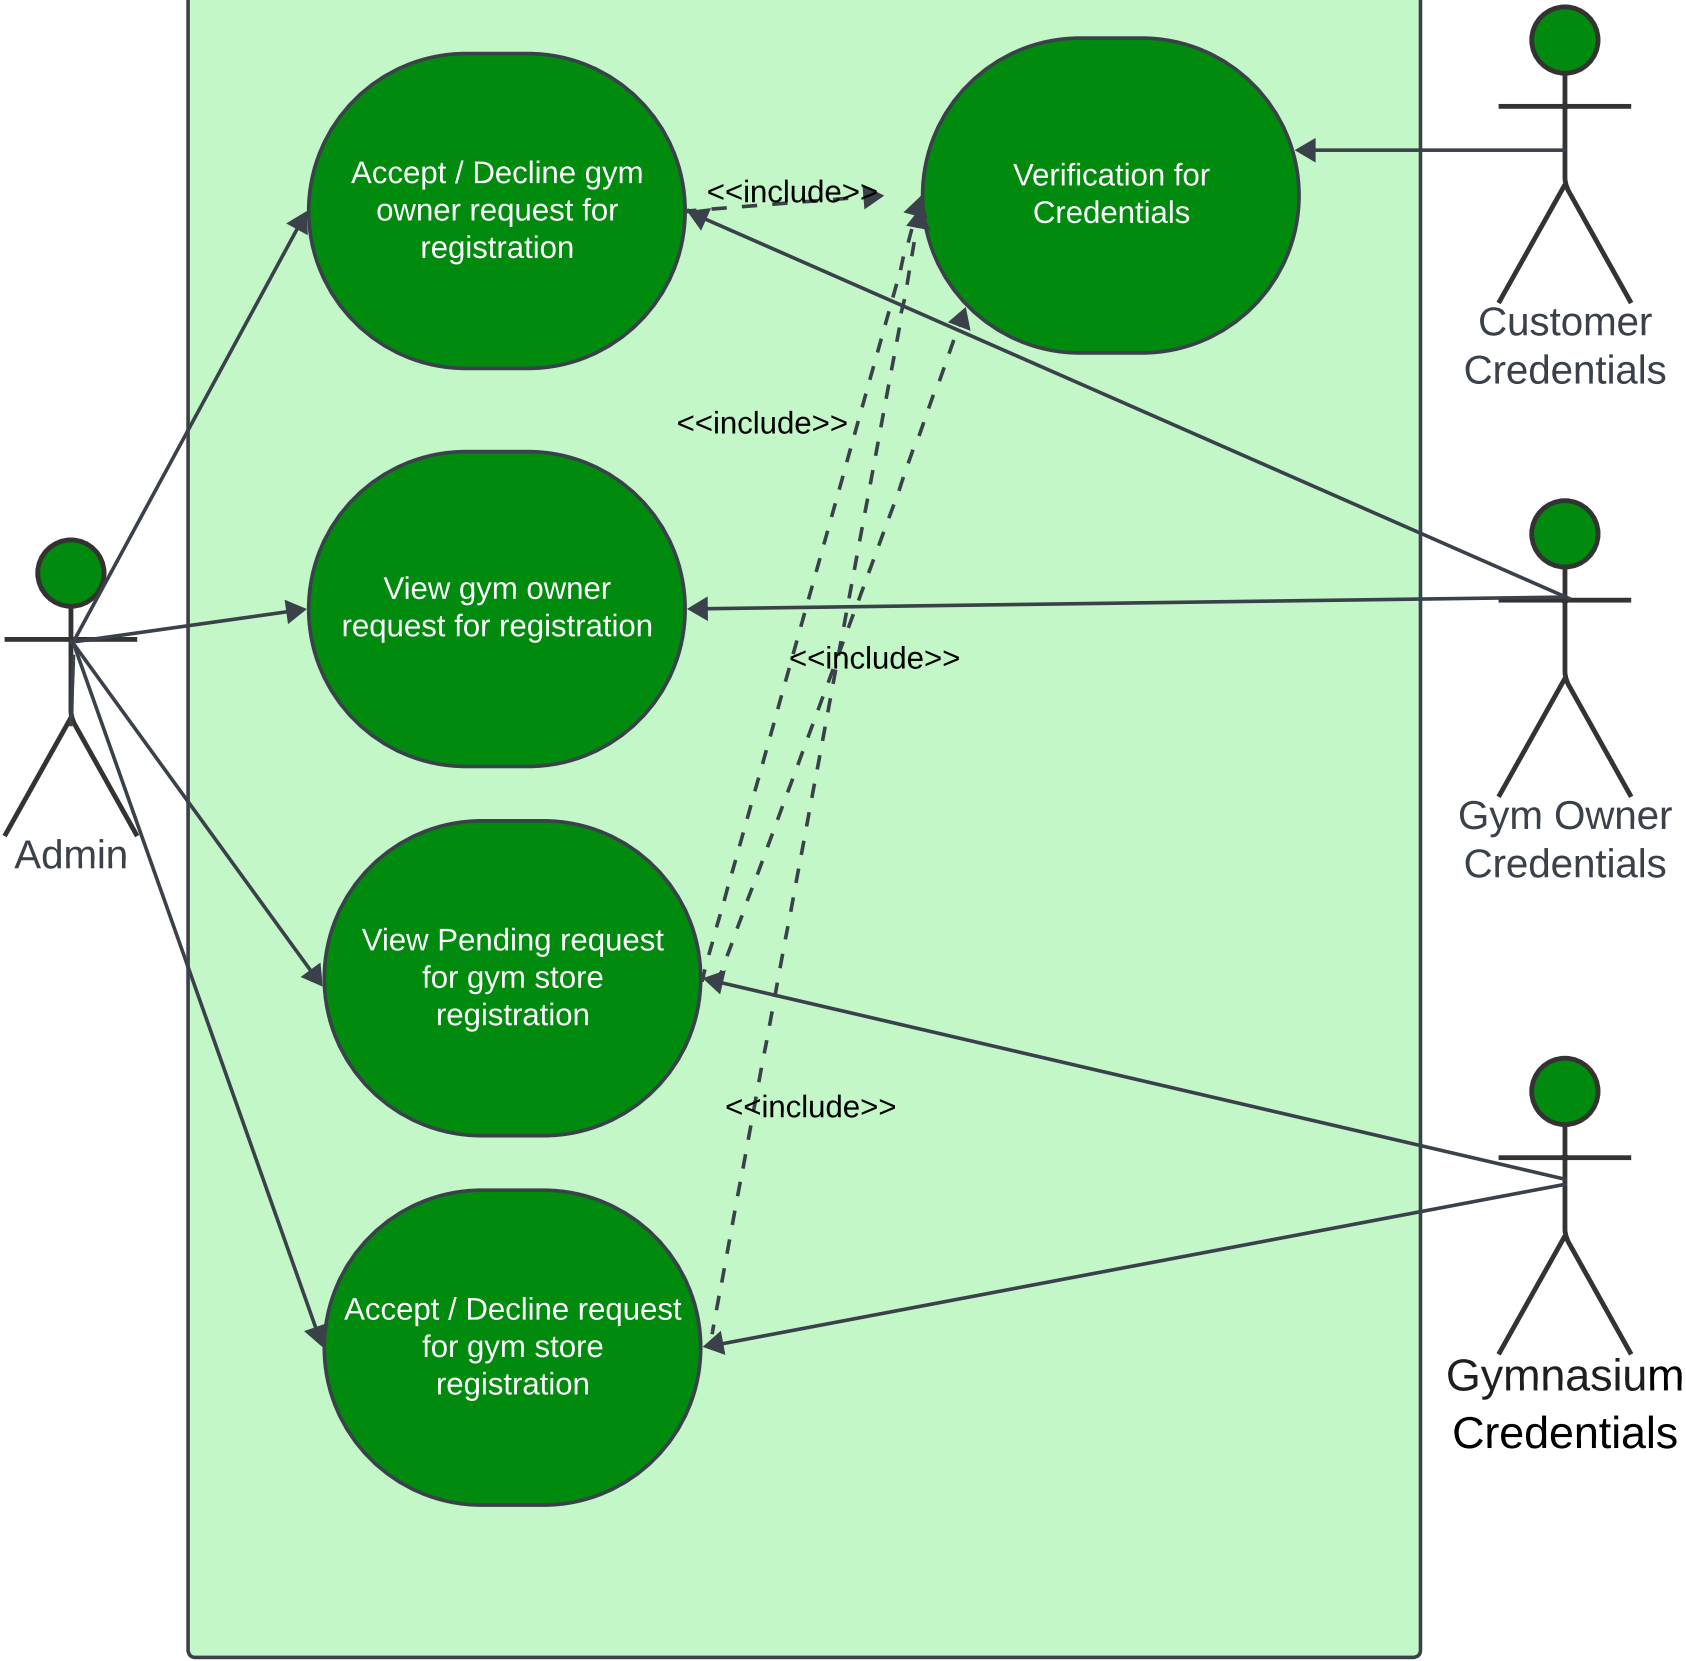 Accept / Decline gym
owner request for
registration
<<include>>
Verification for
Credentials
Customer
Credentials
<<include>>
View gym owner
request for registration
<<include>>
Gym Owner
Credentials
Admin
View Pending request
for gym store
registration
<<include>>
Accept / Decline request
for gym store
registration
Gymnasium
Credentials